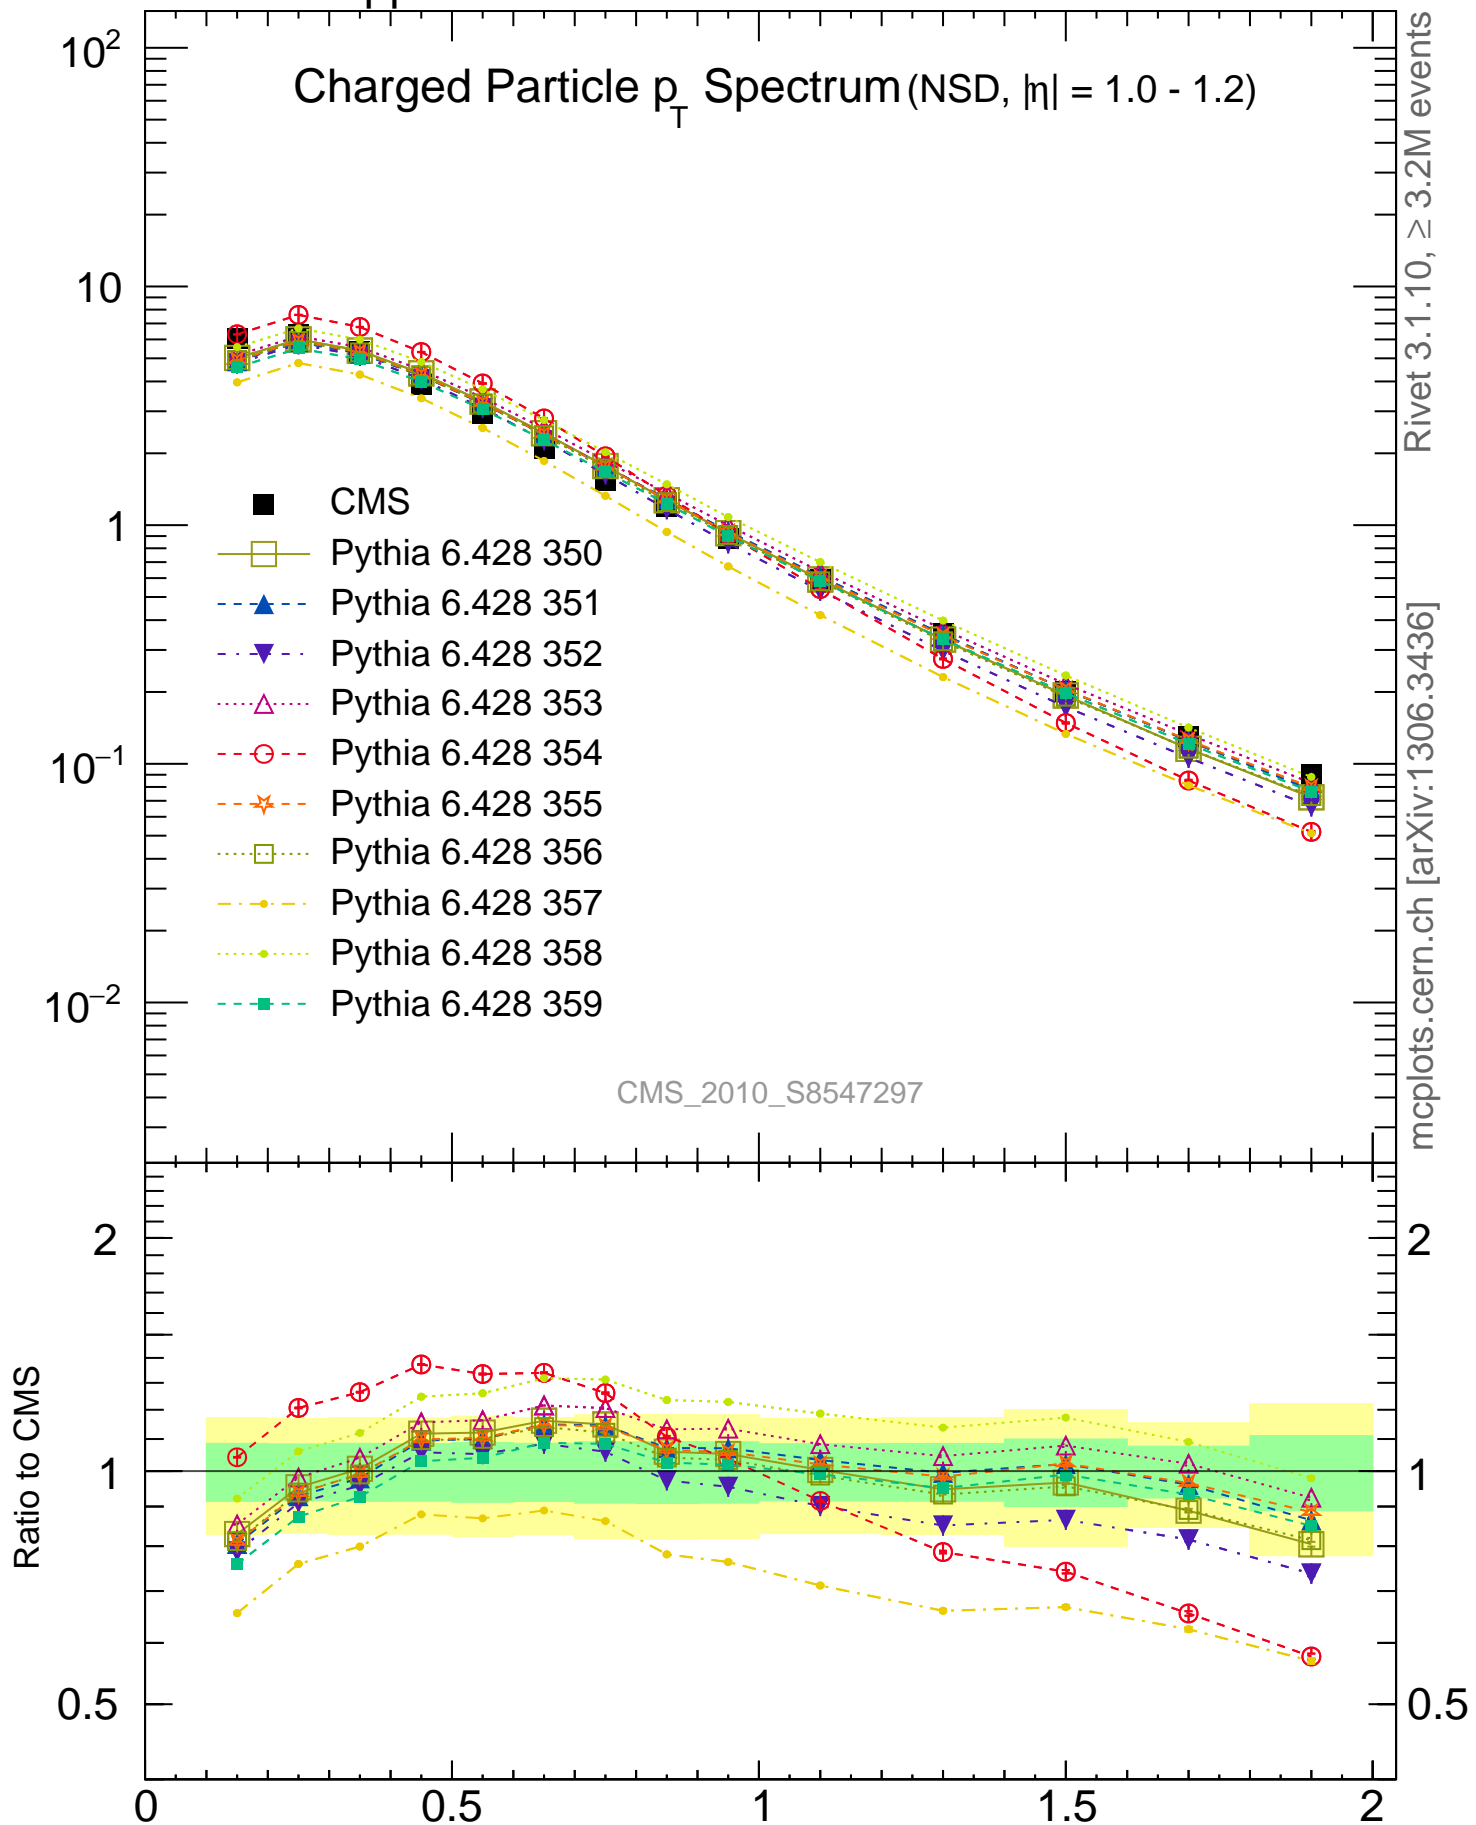 pp
10²
Charged Particle p_T Spectrum (NSD, |η| = 1.0 - 1.2)
10
1
10⁻¹
10⁻²
CMS
Pythia 6.428 350
Pythia 6.428 351
Pythia 6.428 352
Pythia 6.428 353
Pythia 6.428 354
Pythia 6.428 355
Pythia 6.428 356
Pythia 6.428 357
Pythia 6.428 358
Pythia 6.428 359
CMS_2010_S8547297
Rivet 3.1.10, ≥ 3.2M events
mcplots.cern.ch [arXiv:1306.3436]
Ratio to CMS
2
1
0.5
2
1
0.5
0 0.5 1 1.5 2